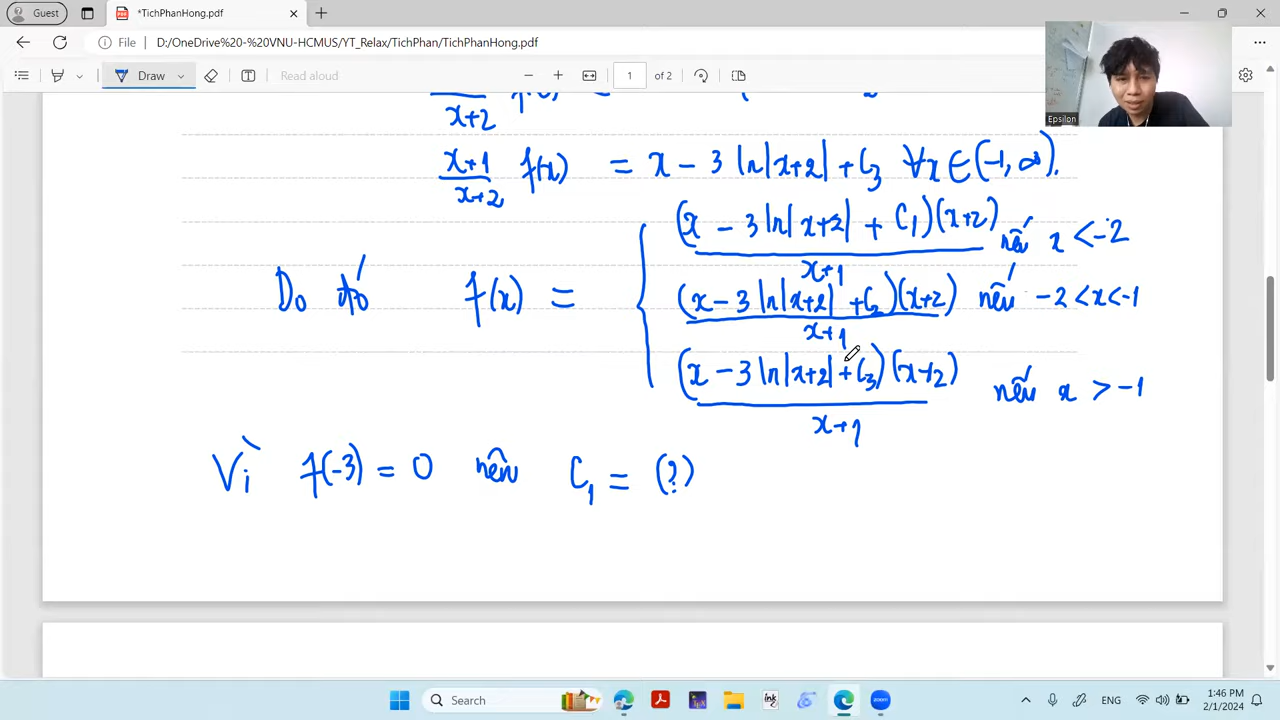 Guest
*TichPhanHong.pdf
File D:/OneDrive%20-%20VNU-HCMUS/YT_Relax/TichPhan/TichPhanHong.pdf
Draw Read aloud 1 of 2
Epsilon
x+2
x+1/x+2 f(x) = x - 3 ln|x+2| + C₃ ∀x ∈ (-1, ∞).
Do đó f(x) = {
(x - 3 ln|x+2| + C₁)(x+2) / x+1 nếu x < -2
(x - 3 ln|x+2| + C₂)(x+2) / x+1 nếu -2 < x < -1
(x - 3 ln|x+2| + C₃)(x+2) / x+1 nếu x > -1
Vì f(-3) = 0 nên C₁ = (?)
Search
zoom
ENG
1:46 PM
2/1/2024